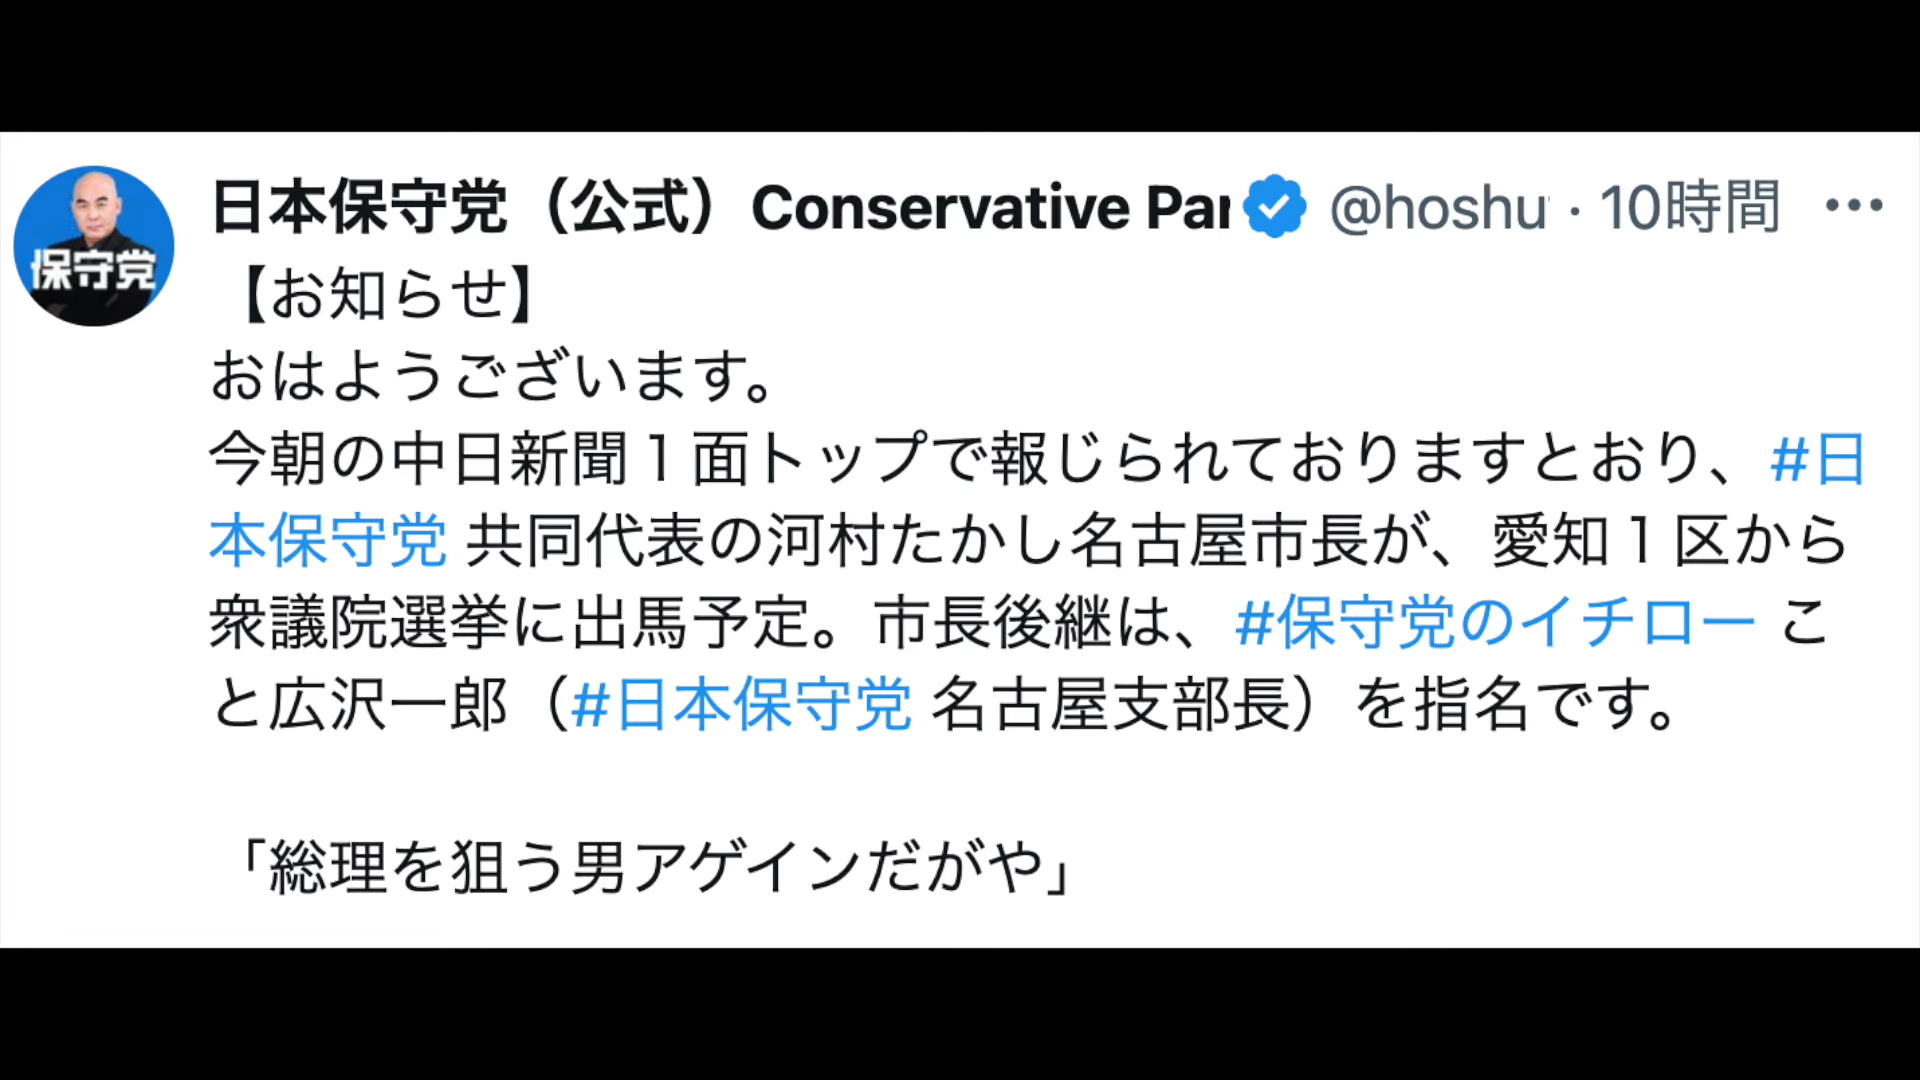 日本保守党（公式）Conservative Par @hoshu · 10時間 …
保守党
【お知らせ】
おはようございます。
今朝の中日新聞１面トップで報じられておりますとおり、#日
本保守党 共同代表の河村たかし名古屋市長が、愛知１区から
衆議院選挙に出馬予定。市長後継は、#保守党のイチロー こ
と広沢一郎（#日本保守党 名古屋支部長）を指名です。
「総理を狙う男アゲインだがや」